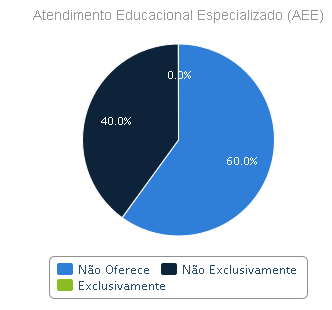 Atendimento Educacional Especializado (AEE)
0.0%
40.0%
60.0%
Não Oferece Não Exclusivamente
Exclusivamente